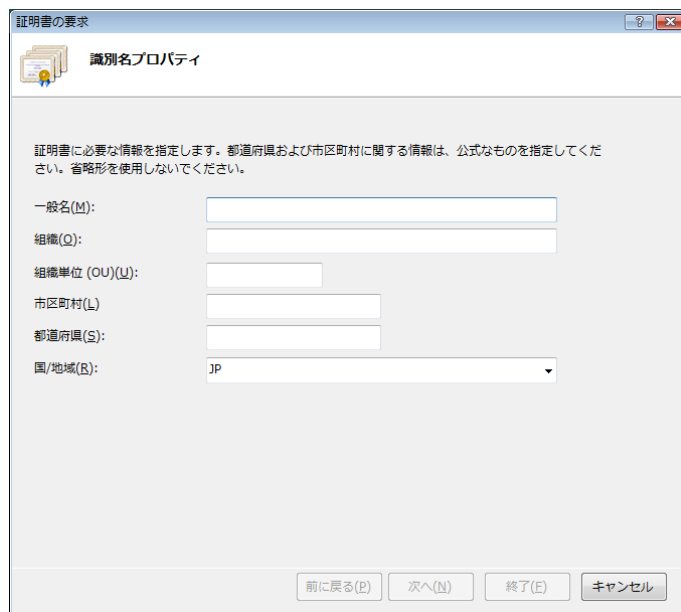 証明書の要求
識別名プロパティ
証明書に必要な情報を指定します。都道府県および市区町村に関する情報は、公式なものを指定してくだ
さい。省略形を使用しないでください。
一般名(M):
組織(O):
組織単位 (OU)(U):
市区町村(L)
都道府県(S):
国/地域(R):
JP
前に戻る(P)
次へ(N)
終了(F)
キャンセル